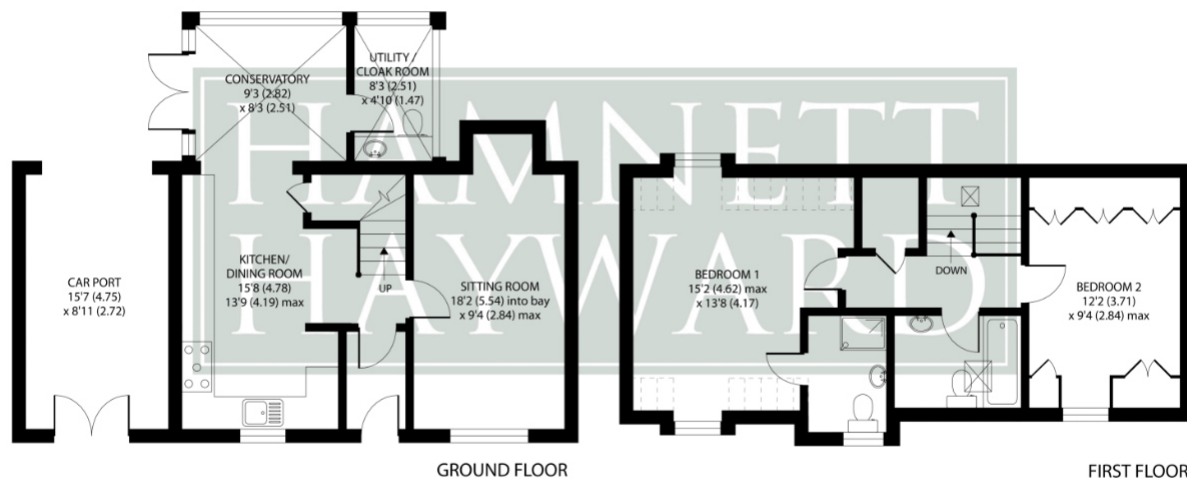 HAMNETT
HAYWARD
CONSERVATORY
9'3 (2.82)
x 8'3 (2.51)
UTILITY /
CLOAK ROOM
8'3 (2.51)
x 4'10 (1.47)
CAR PORT
15'7 (4.75)
x 8'11 (2.72)
KITCHEN/
DINING ROOM
15'8 (4.78)
13'9 (4.19) max
UP
SITTING ROOM
18'2 (5.54) into bay
x 9'4 (2.84) max
GROUND FLOOR
BEDROOM 1
15'2 (4.62) max
x 13'8 (4.17)
DOWN
BEDROOM 2
12'2 (3.71)
x 9'4 (2.84) max
FIRST FLOOR